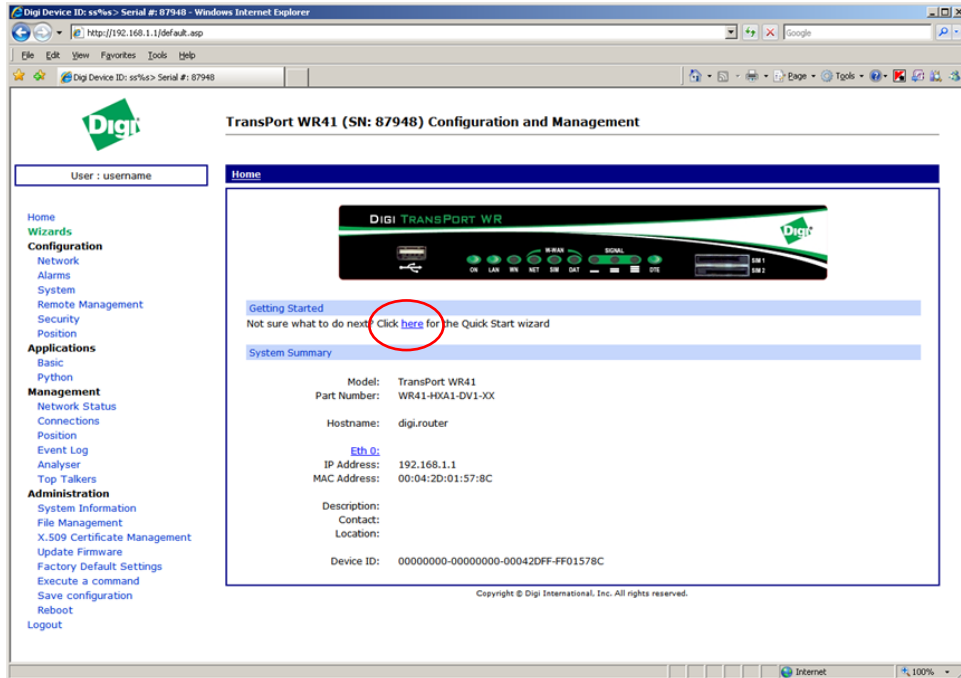 Digi Device ID: ss%s> Serial #: 87948 - Windows Internet Explorer
http://192.168.1.1/default.asp
Google
File Edit View Favorites Tools Help
Digi Device ID: ss%s> Serial #: 87948
Page Tools
Digi
TransPort WR41 (SN: 87948) Configuration and Management
User : username
Home
Home
Wizards
Configuration
Network
Alarms
System
Remote Management
Security
Position
Applications
Basic
Python
Management
Network Status
Connections
Position
Event Log
Analyser
Top Talkers
Administration
System Information
File Management
X.509 Certificate Management
Update Firmware
Factory Default Settings
Execute a command
Save configuration
Reboot
Logout
DIGI TRANSPORT WR
Digi
W-WAN SIGNAL
ON LAN WN NET SIM DAT DTE
SIM 1
SIM 2
Getting Started
Not sure what to do next? Click here for the Quick Start wizard
System Summary
Model: TransPort WR41
Part Number: WR41-HXA1-DV1-XX
Hostname: digi.router
Eth 0:
IP Address: 192.168.1.1
MAC Address: 00:04:2D:01:57:8C
Description:
Contact:
Location:
Device ID: 00000000-00000000-00042DFF-FF01578C
Copyright © Digi International, Inc. All rights reserved.
Internet
100%